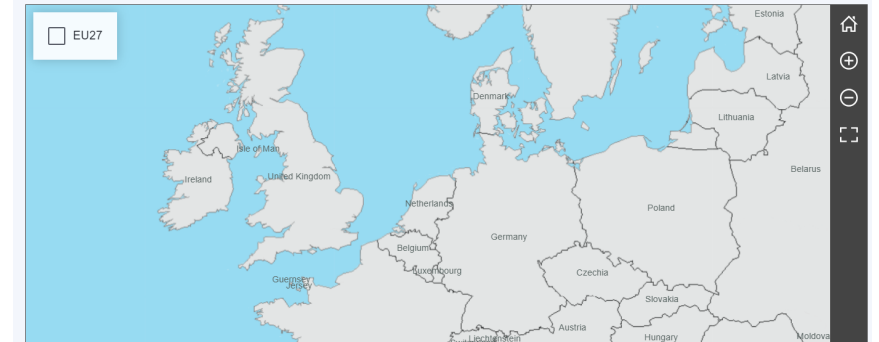 EU27
Estonia
Latvia
Denmark
Lithuania
Isle of Man
Belarus
United Kingdom
Ireland
Netherlands
Poland
Germany
Belgium
Luxembourg
Czechia
Guernsey
Jersey
Slovakia
Austria
Liechtenstein
Hungary
Moldova